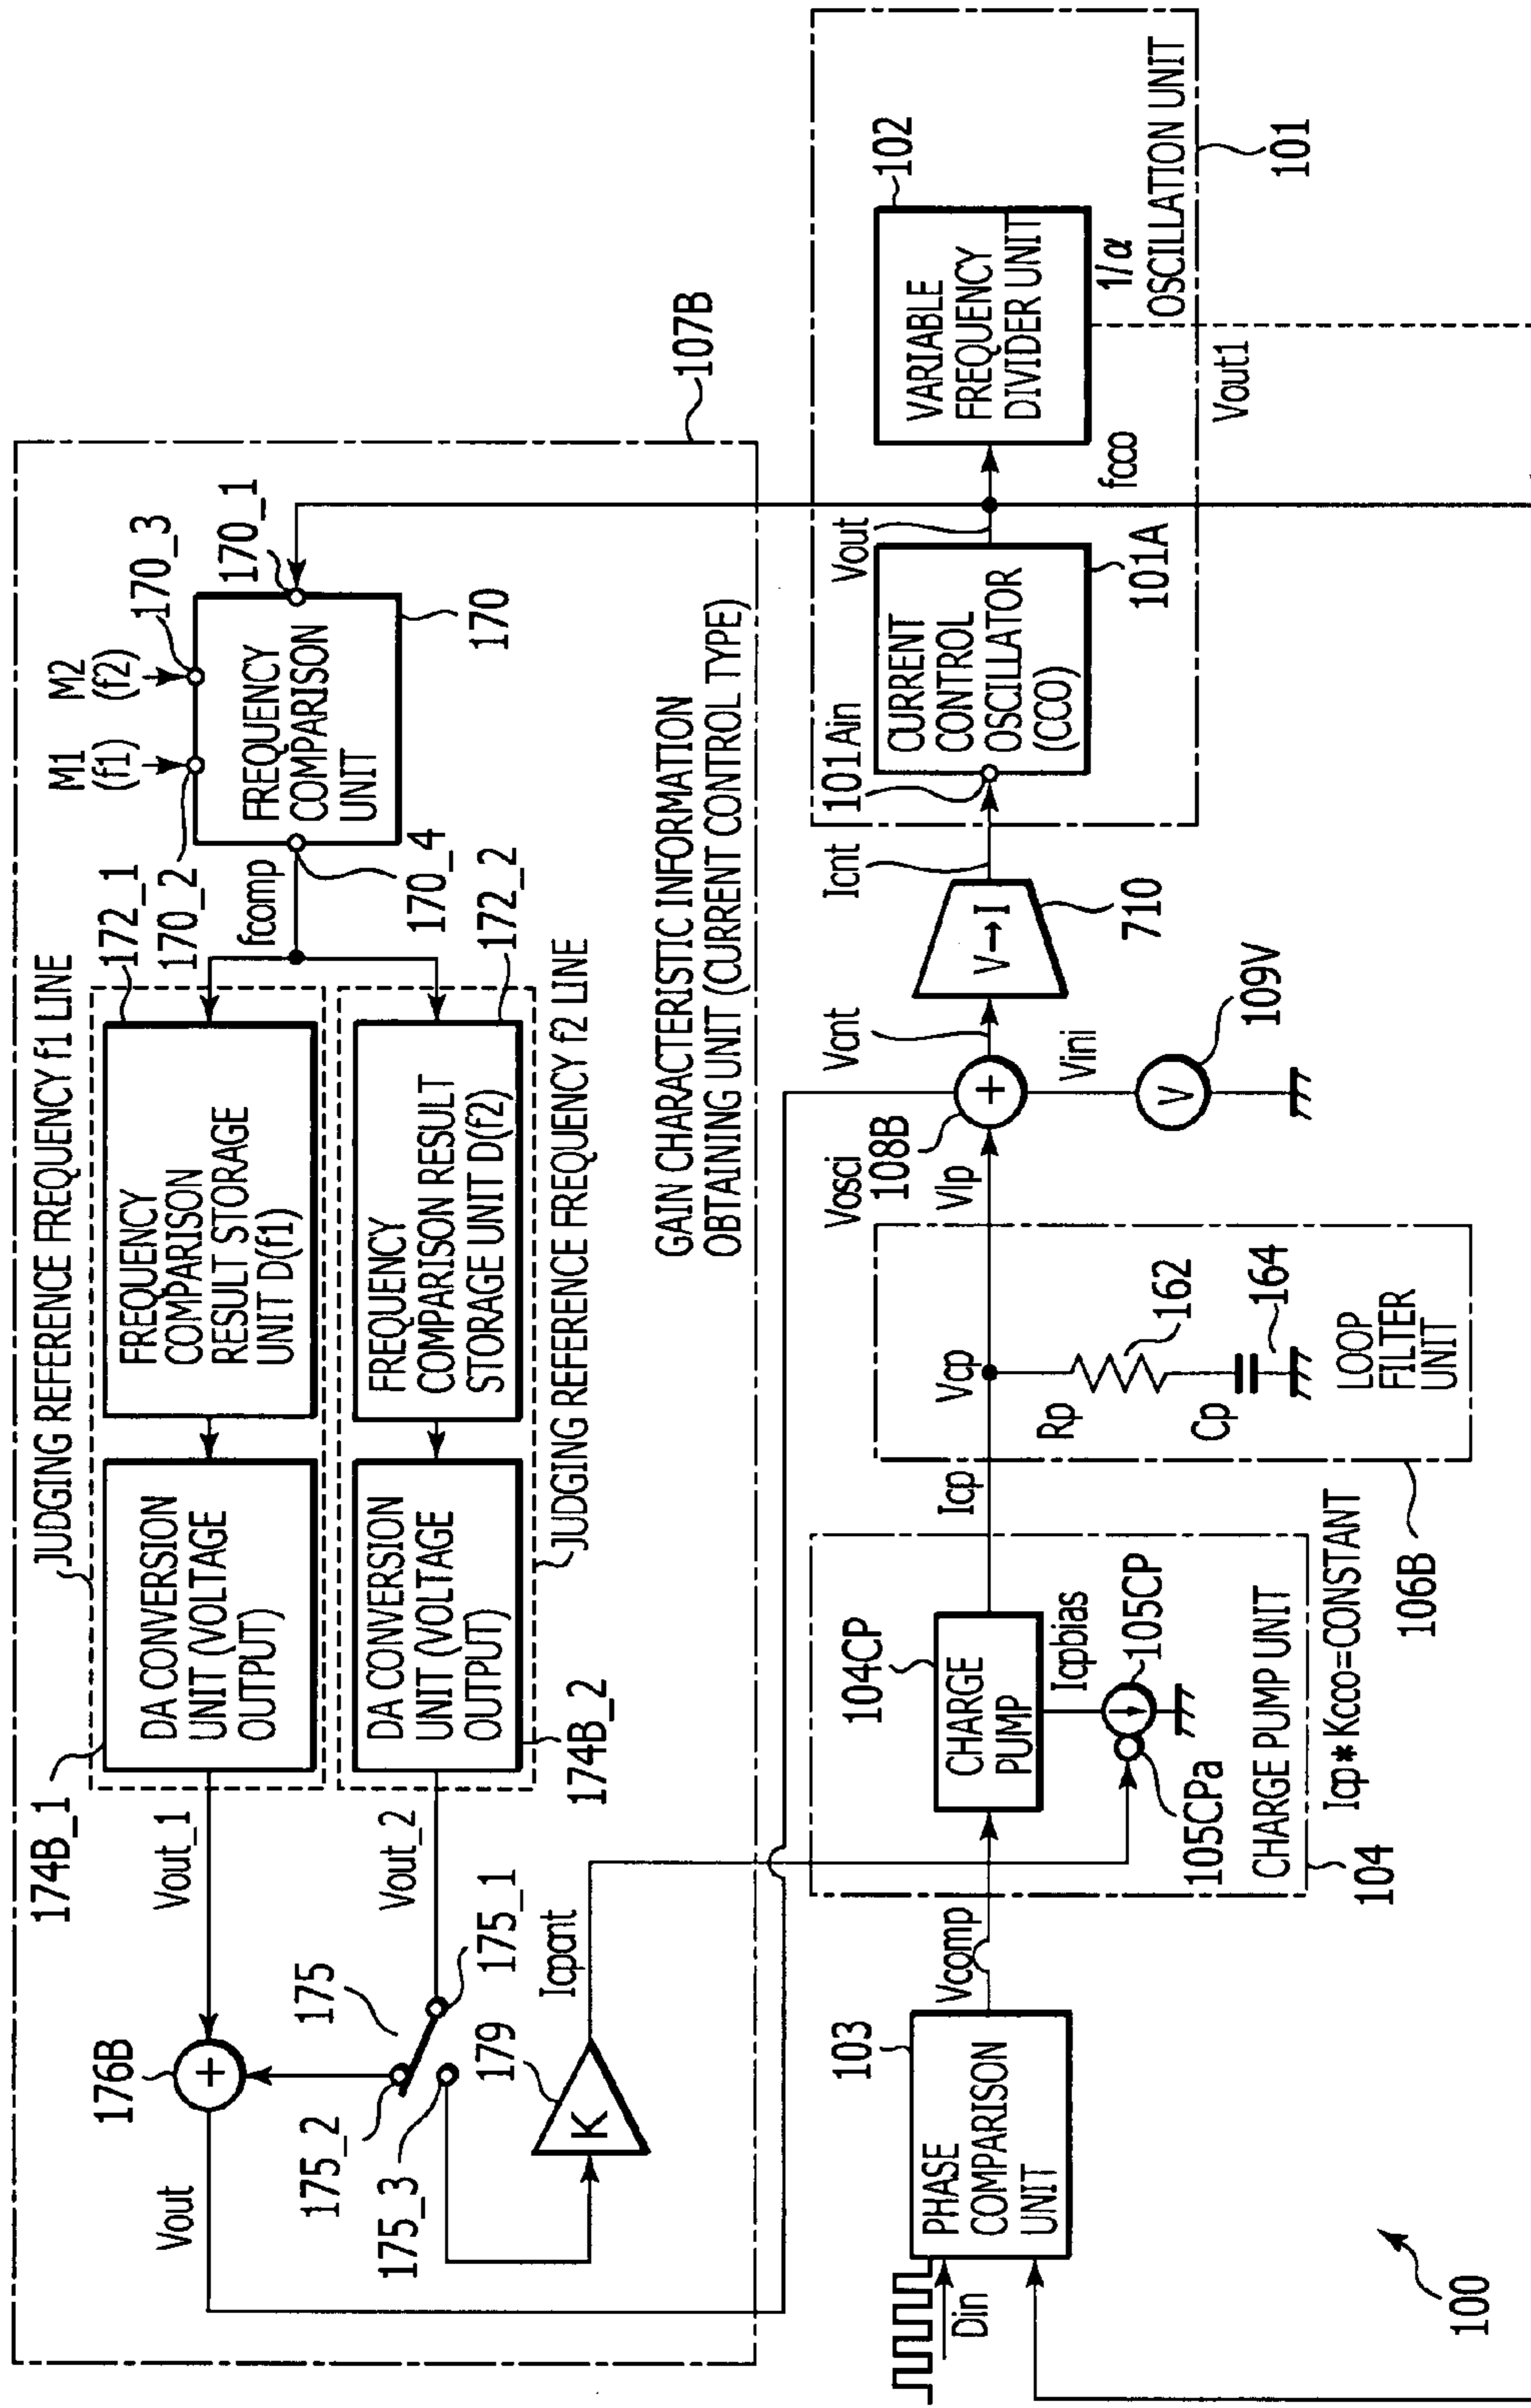 107B
JUDGING REFERENCE FREQUENCY f1 LINE
174B_1
DA CONVERSION
UNIT (VOLTAGE
OUTPUT)
FREQUENCY
COMPARISON
RESULT STORAGE
UNIT D(f1)
172_1
170_2
M1
(f1)
M2
(f2)
170_3
170_1
FREQUENCY
COMPARISON
UNIT
170
170_4
fcomp
176B
Vout_1
Vout
175
175_2
175_3
175_1
Vout_2
DA CONVERSION
UNIT (VOLTAGE
OUTPUT)
174B_2
FREQUENCY
COMPARISON RESULT
STORAGE UNIT D(f2)
172_2
JUDGING REFERENCE FREQUENCY f2 LINE
179
K
Icpcnt
GAIN CHARACTERISTIC INFORMATION
OBTAINING UNIT (CURRENT CONTROL TYPE)
103
PHASE
COMPARISON
UNIT
Din
Vcomp
104CP
CHARGE
PUMP
Icpbias
105CP
105CPa
CHARGE PUMP UNIT
104
Icp*Kcco=CONSTANT
Icp
Vcp
Rp
162
Cp
164
LOOP
FILTER
UNIT
106B
Vosci
Vlp
108B
+
Vcnt
Vini
V
109V
V→I
710
Icnt
101Ain
CURRENT
CONTROL
OSCILLATOR
(CCO)
101A
Vout
fcco
VARIABLE
FREQUENCY
DIVIDER UNIT
102
1/α
OSCILLATION UNIT
101
Vout1
100
+